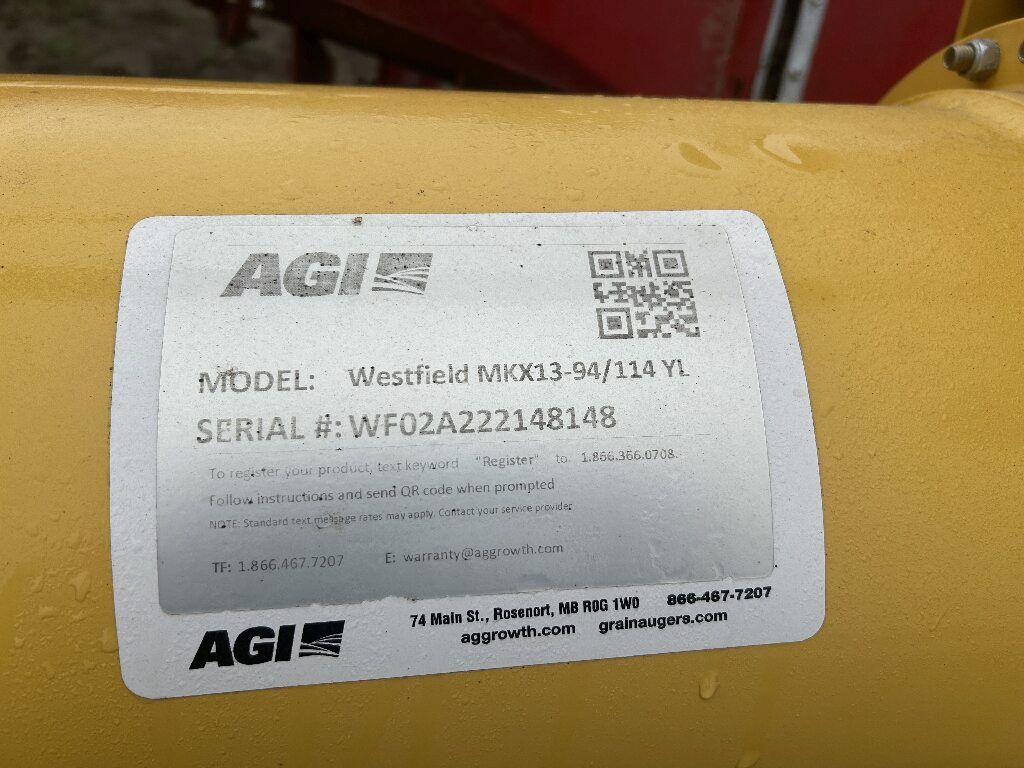 AGI
MODEL: Westfield MKX13-94/114 YL
SERIAL #: WF02A222148148
To register your product, text keyword "Register" to 1.866.366.0708.
Follow instructions and send QR code when prompted
NOTE: Standard text message rates may apply. Contact your service provider
TF: 1.866.467.7207 E: warranty@aggrowth.com
AGI
74 Main St., Rosenort, MB R0G 1W0 866-467-7207
aggrowth.com grainaugers.com